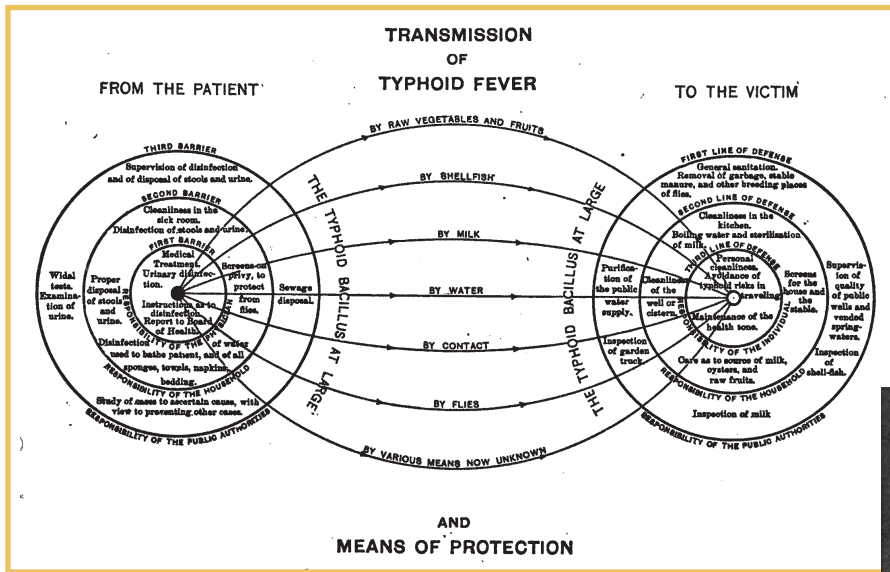 TRANSMISSION
OF
TYPHOID FEVER
FROM THE PATIENT
TO THE VICTIM
THIRD BARRIER
Supervision of disinfection
and of disposal of stools and urine.
SECOND BARRIER
Cleanliness in the
sick room.
Disinfection of stools and urine.
FIRST BARRIER
Medical
Treatment.
Urinary disinfec-
tion.
Instructions as to
disinfection.
Report to Board
of Health.
RESPONSIBILITY OF THE PHYSICIAN
Widal
tests.
Examina-
tion of
urine.
Proper
disposal
of stools
and
urine.
Screens on
privy, to
protect
from
flies.
Sewage
disposal.
Disinfection of water
used to bathe patient, and of all
sponges, towels, napkins,
bedding.
RESPONSIBILITY OF THE HOUSEHOLD
Study of cases to ascertain cause, with
view to preventing other cases.
RESPONSIBILITY OF THE PUBLIC AUTHORITIES
THE TYPHOID BACILLUS AT LARGE
BY RAW VEGETABLES AND FRUITS
BY SHELLFISH
BY MILK
BY WATER
BY CONTACT
BY FLIES
BY VARIOUS MEANS NOW UNKNOWN
THE TYPHOID BACILLUS AT LARGE
FIRST LINE OF DEFENSE
General sanitation.
Removal of garbage, stable
manure, and other breeding places
of flies.
SECOND LINE OF DEFENSE
Cleanliness in the
kitchen.
Boiling water and sterilization
of milk.
THIRD LINE OF DEFENSE
Personal
cleanliness.
Avoidance of
typhoid risks in
traveling
Maintenance of the
health tone.
RESPONSIBILITY OF THE INDIVIDUAL
Purifica-
tion of
the public
water
supply.
Inspection
of garden
truck.
Cleanliness
of the
well or
cistern.
Screens
for the
house and
the
stable.
Supervis-
ion of
quality
of public
wells and
vended
spring-
waters.
Inspection
of
shell-fish.
Care as to source of milk,
oysters, and
raw fruits.
RESPONSIBILITY OF THE HOUSEHOLD
Inspection of milk
RESPONSIBILITY OF THE PUBLIC AUTHORITIES
AND
MEANS OF PROTECTION